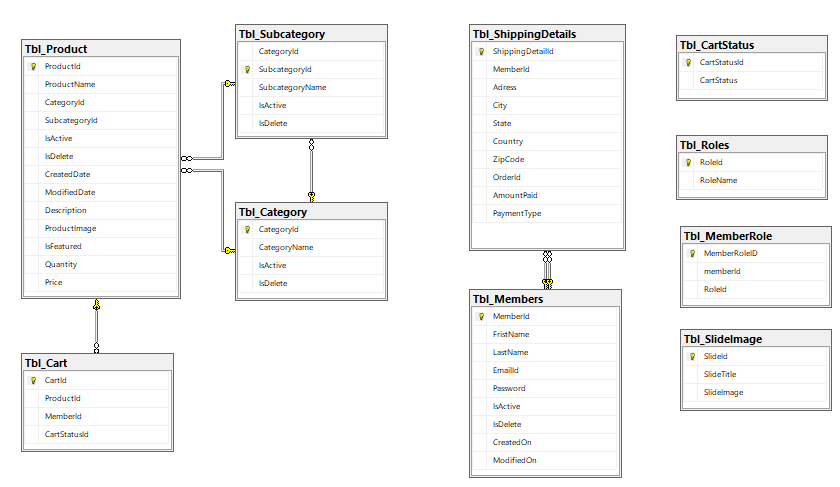 Tbl_Product
ProductId
ProductName
CategoryId
SubcategoryId
IsActive
IsDelete
CreatedDate
ModifiedDate
Description
ProductImage
IsFeatured
Quantity
Price
Tbl_Subcategory
CategoryId
SubcategoryId
SubcategoryName
IsActive
IsDelete
Tbl_Category
CategoryId
CategoryName
IsActive
IsDelete
Tbl_Cart
CartId
ProductId
MemberId
CartStatusId
Tbl_ShippingDetails
ShippingDetailId
MemberId
Adress
City
State
Country
ZipCode
OrderId
AmountPaid
PaymentType
Tbl_Members
MemberId
FristName
LastName
EmailId
Password
IsActive
IsDelete
CreatedOn
ModifiedOn
Tbl_CartStatus
CartStatusId
CartStatus
Tbl_Roles
RoleId
RoleName
Tbl_MemberRole
MemberRoleID
memberId
RoleId
Tbl_SlideImage
SlideId
SlideTitle
SlideImage